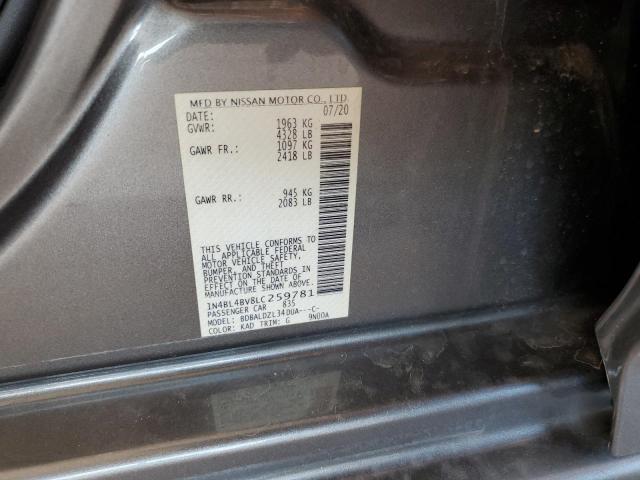 MFD BY NISSAN MOTOR CO., LTD.
DATE: 07/20
GVWR: 1963 KG
4328 LB
GAWR FR.: 1097 KG
2418 LB
GAWR RR.: 945 KG
2083 LB
THIS VEHICLE CONFORMS TO
ALL APPLICABLE FEDERAL
MOTOR VEHICLE SAFETY,
BUMPER, AND THEFT
PREVENTION STANDARDS IN
EFFECT ON THE DATE OF
MANUFACTURE SHOWN ABOVE.
1N4BL4BV8LC259781
PASSENGER CAR 835
MODEL: BDBALDZL34DUA---C-
COLOR: KAD TRIM: G 9N00A